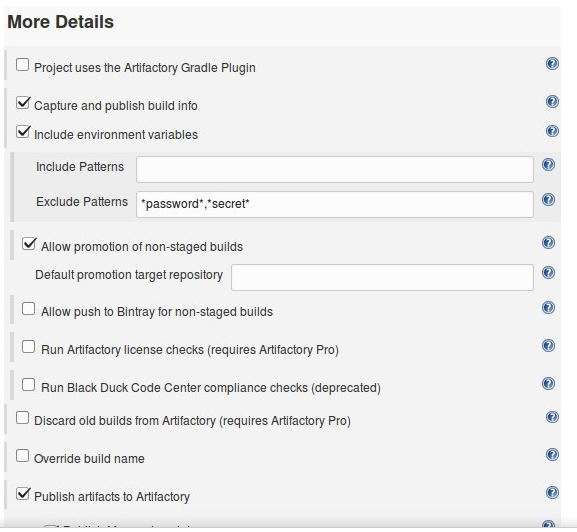 More Details
Project uses the Artifactory Gradle Plugin
Capture and publish build info
Include environment variables
Include Patterns
Exclude Patterns *password*,*secret*
Allow promotion of non-staged builds
Default promotion target repository
Allow push to Bintray for non-staged builds
Run Artifactory license checks (requires Artifactory Pro)
Run Black Duck Code Center compliance checks (deprecated)
Discard old builds from Artifactory (requires Artifactory Pro)
Override build name
Publish artifacts to Artifactory